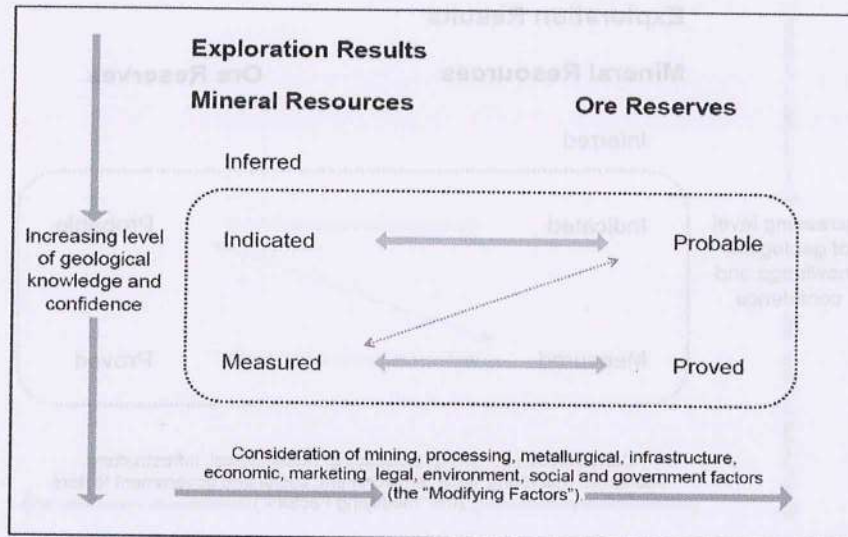 Exploration Results
Mineral Resources
Ore Reserves
Inferred
Increasing level
of geological
knowledge and
confidence
Indicated
Probable
Measured
Proved
Consideration of mining, processing, metallurgical, infrastructure,
economic, marketing, legal, environment, social and government factors
(the "Modifying Factors").